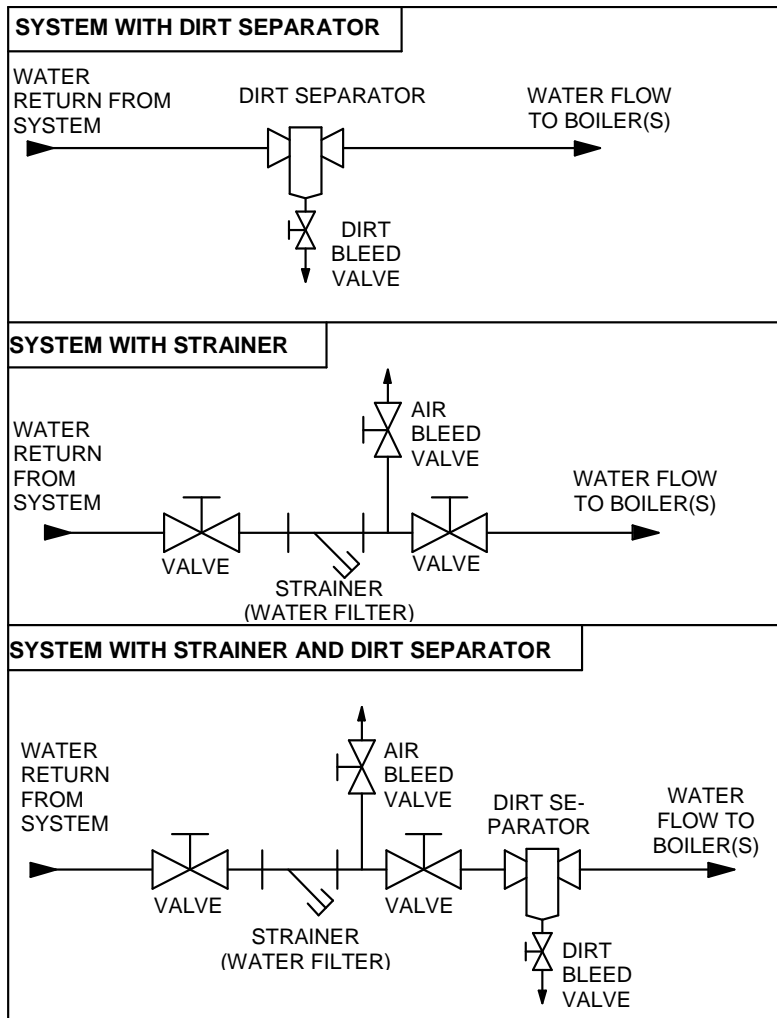 SYSTEM WITH DIRT SEPARATOR
WATER
RETURN FROM
SYSTEM
DIRT SEPARATOR
WATER FLOW
TO BOILER(S)
DIRT
BLEED
VALVE
SYSTEM WITH STRAINER
WATER
RETURN
FROM
SYSTEM
AIR
BLEED
VALVE
WATER FLOW
TO BOILER(S)
VALVE
VALVE
STRAINER
(WATER FILTER)
SYSTEM WITH STRAINER AND DIRT SEPARATOR
WATER
RETURN
FROM
SYSTEM
AIR
BLEED
VALVE
DIRT SE-
PARATOR
WATER
FLOW TO
BOILER(S)
VALVE
VALVE
STRAINER
(WATER FILTER)
DIRT
BLEED
VALVE